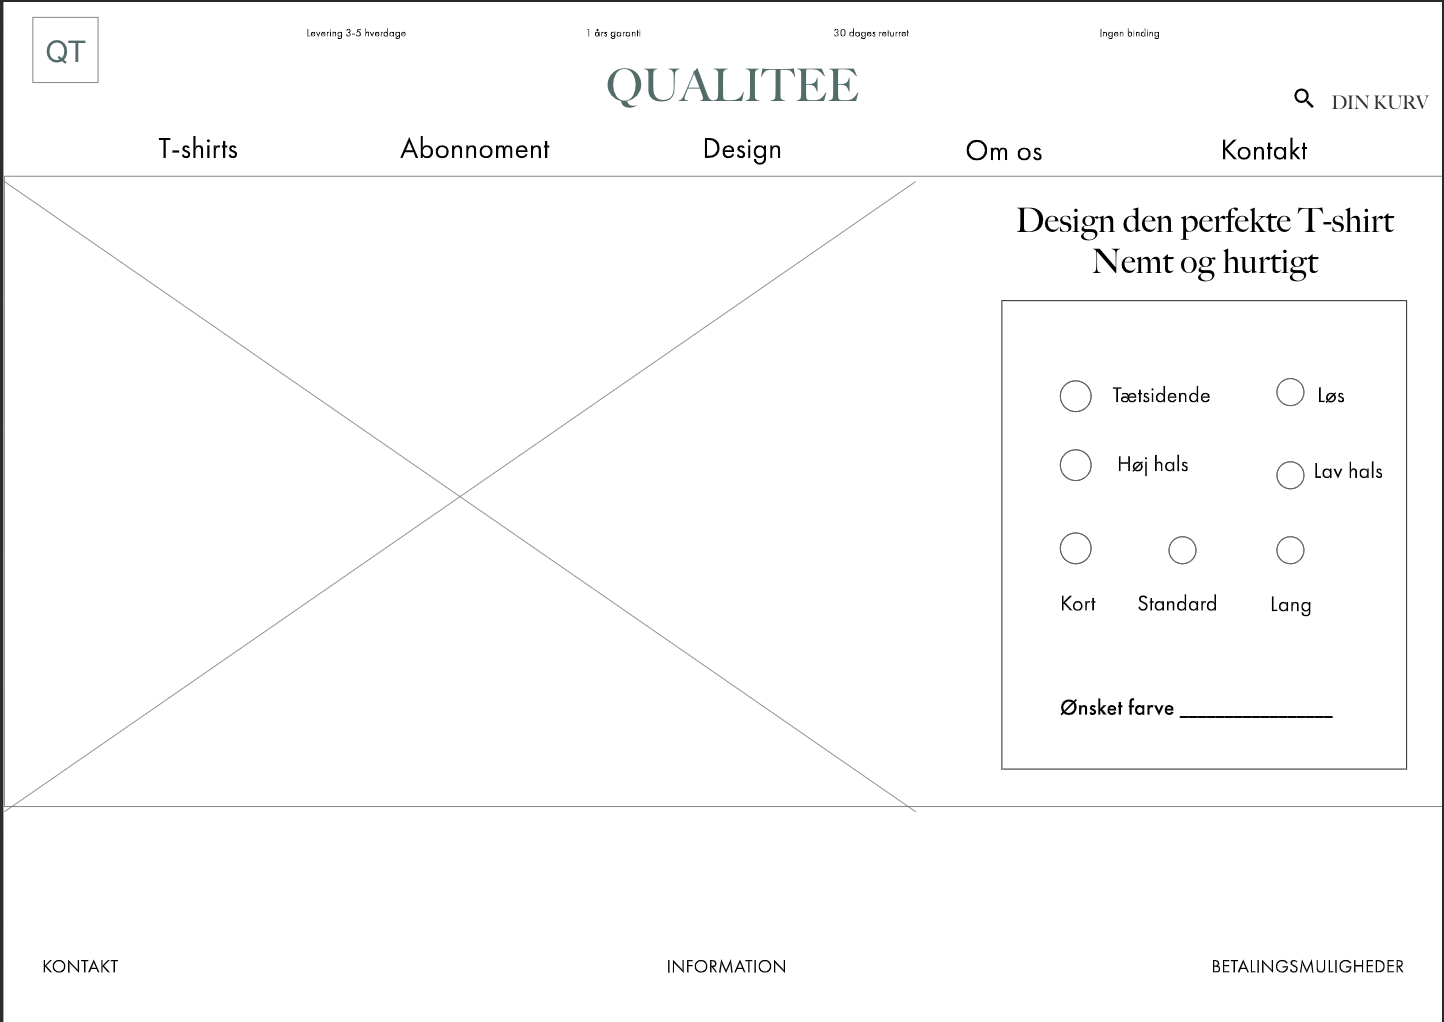 QT
Levering 3-5 hverdage
1 års garanti
30 dages returret
Ingen binding
QUALITEE
DIN KURV
T-shirts
Abonnoment
Design
Om os
Kontakt
Design den perfekte T-shirt
Nemt og hurtigt
Tætsidende
Løs
Høj hals
Lav hals
Kort
Standard
Lang
Ønsket farve _________________
KONTAKT
INFORMATION
BETALINGSMULIGHEDER